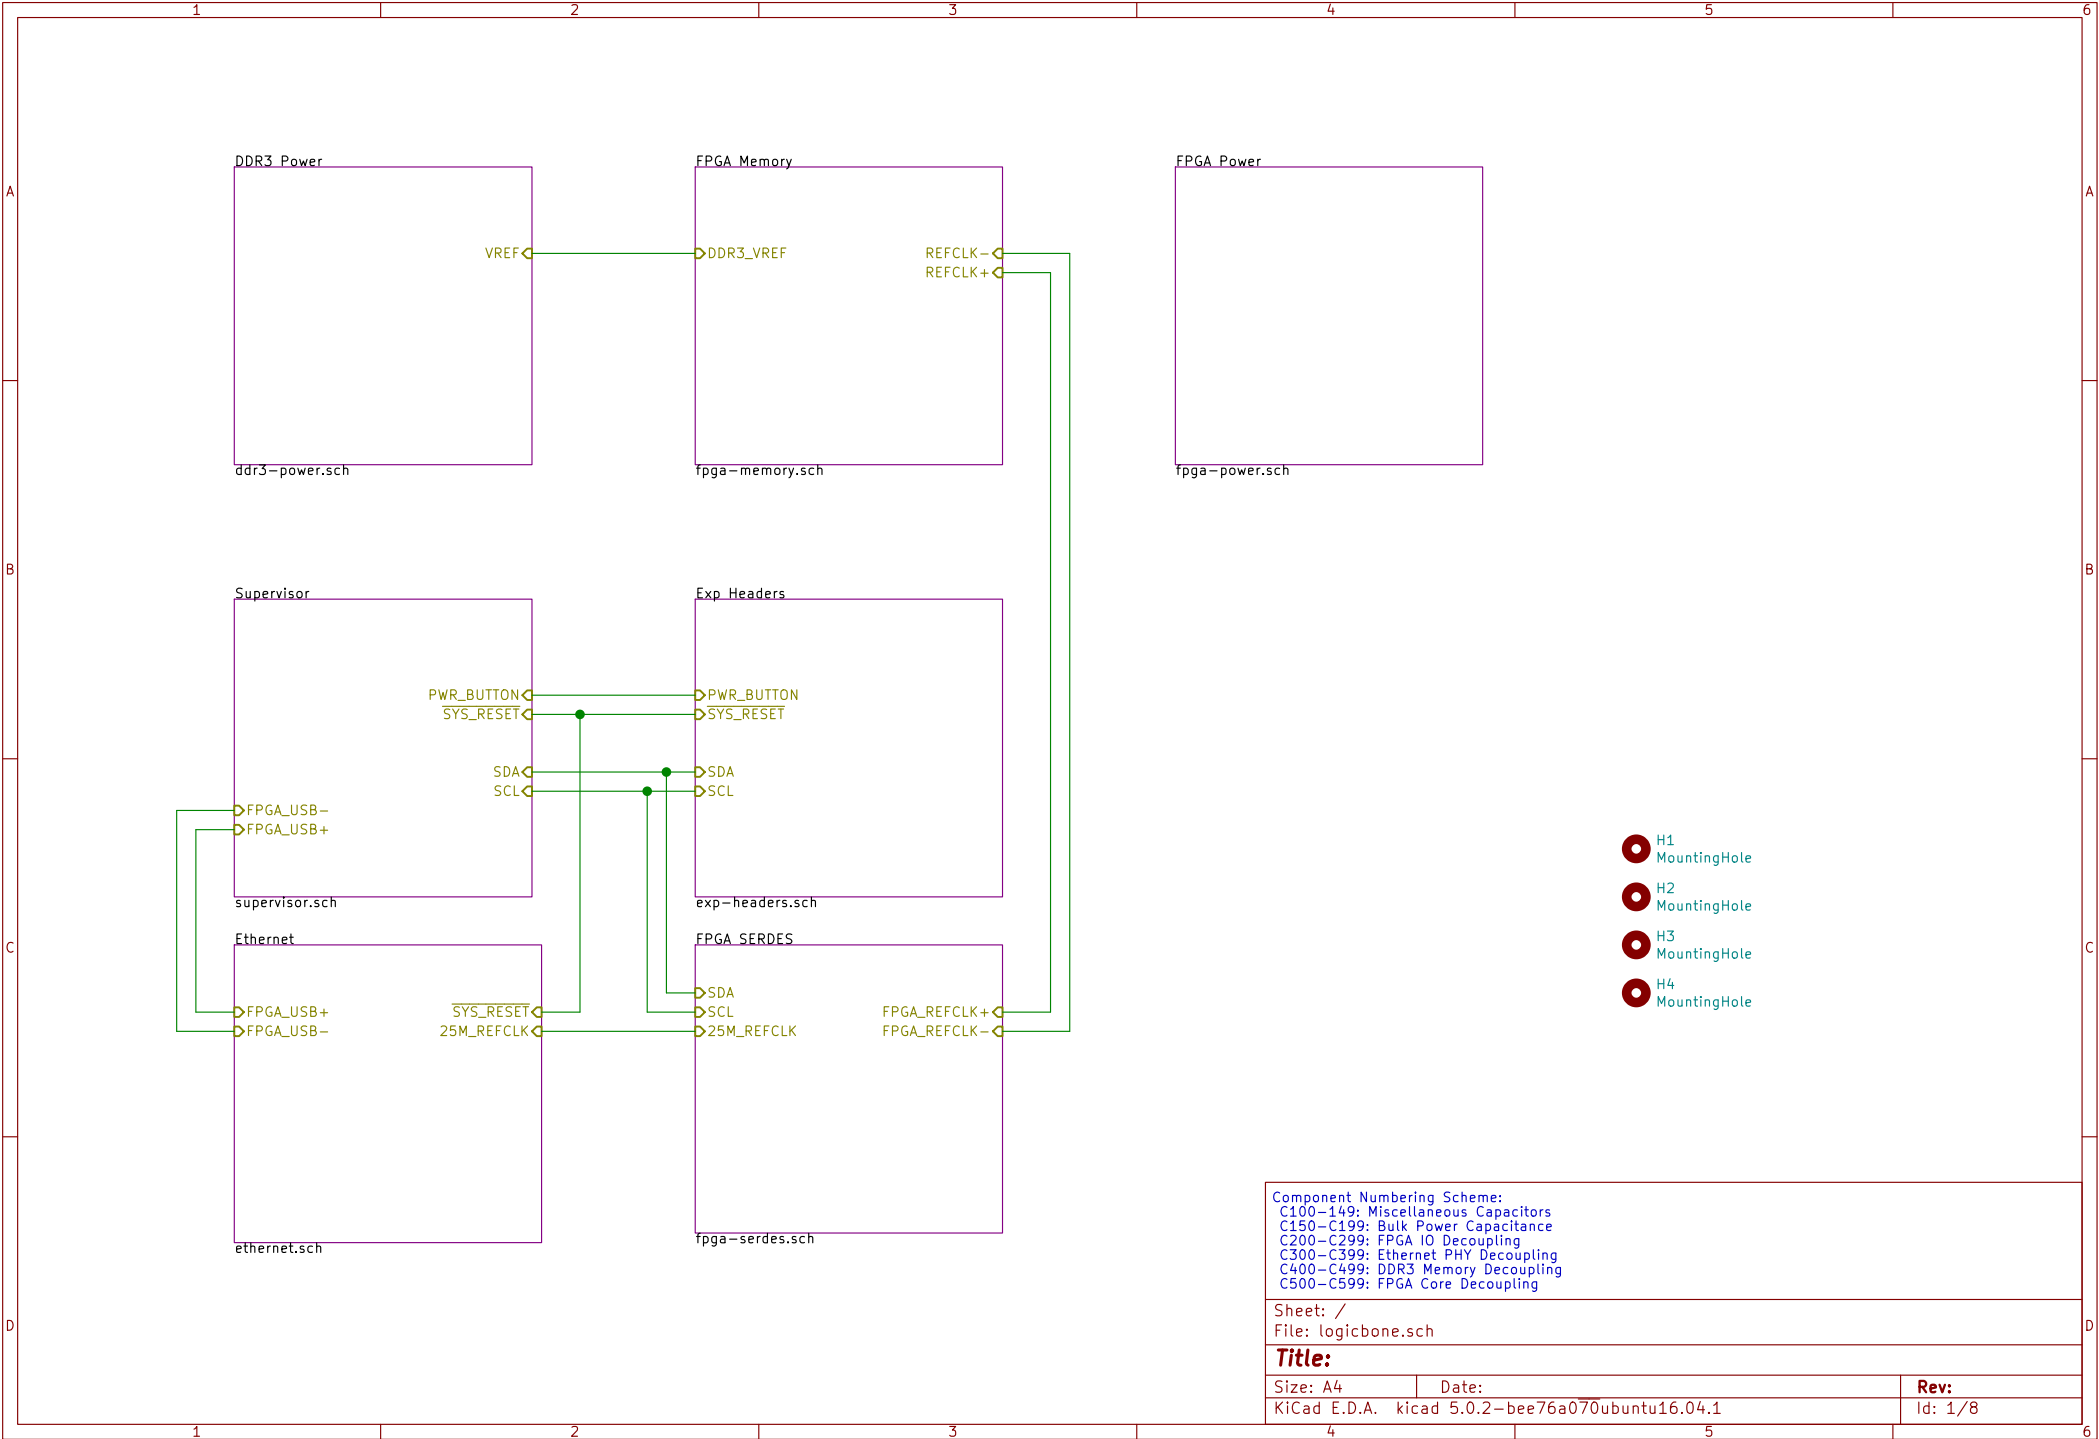 1 2 3 4 5 6
A A
B B
C C
D D
DDR3 Power
VREF
ddr3-power.sch
FPGA Memory
DDR3_VREF
REFCLK-
REFCLK+
fpga-memory.sch
FPGA Power
fpga-power.sch
Supervisor
PWR_BUTTON
SYS_RESET
SDA
SCL
FPGA_USB-
FPGA_USB+
supervisor.sch
Exp Headers
PWR_BUTTON
SYS_RESET
SDA
SCL
exp-headers.sch
Ethernet
FPGA_USB+
FPGA_USB-
SYS_RESET
25M_REFCLK
ethernet.sch
FPGA SERDES
SDA
SCL
25M_REFCLK
FPGA_REFCLK+
FPGA_REFCLK-
fpga-serdes.sch
H1
MountingHole
H2
MountingHole
H3
MountingHole
H4
MountingHole
Component Numbering Scheme:
C100-149: Miscellaneous Capacitors
C150-C199: Bulk Power Capacitance
C200-C299: FPGA IO Decoupling
C300-C399: Ethernet PHY Decoupling
C400-C499: DDR3 Memory Decoupling
C500-C599: FPGA Core Decoupling
Sheet: /
File: logicbone.sch
Title:
Size: A4 Date: Rev:
KiCad E.D.A. kicad 5.0.2-bee76a070ubuntu16.04.1 Id: 1/8
1 2 3 4 5 6